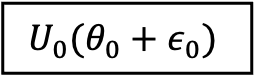 𝑈₀(𝜃₀ + 𝜖₀)